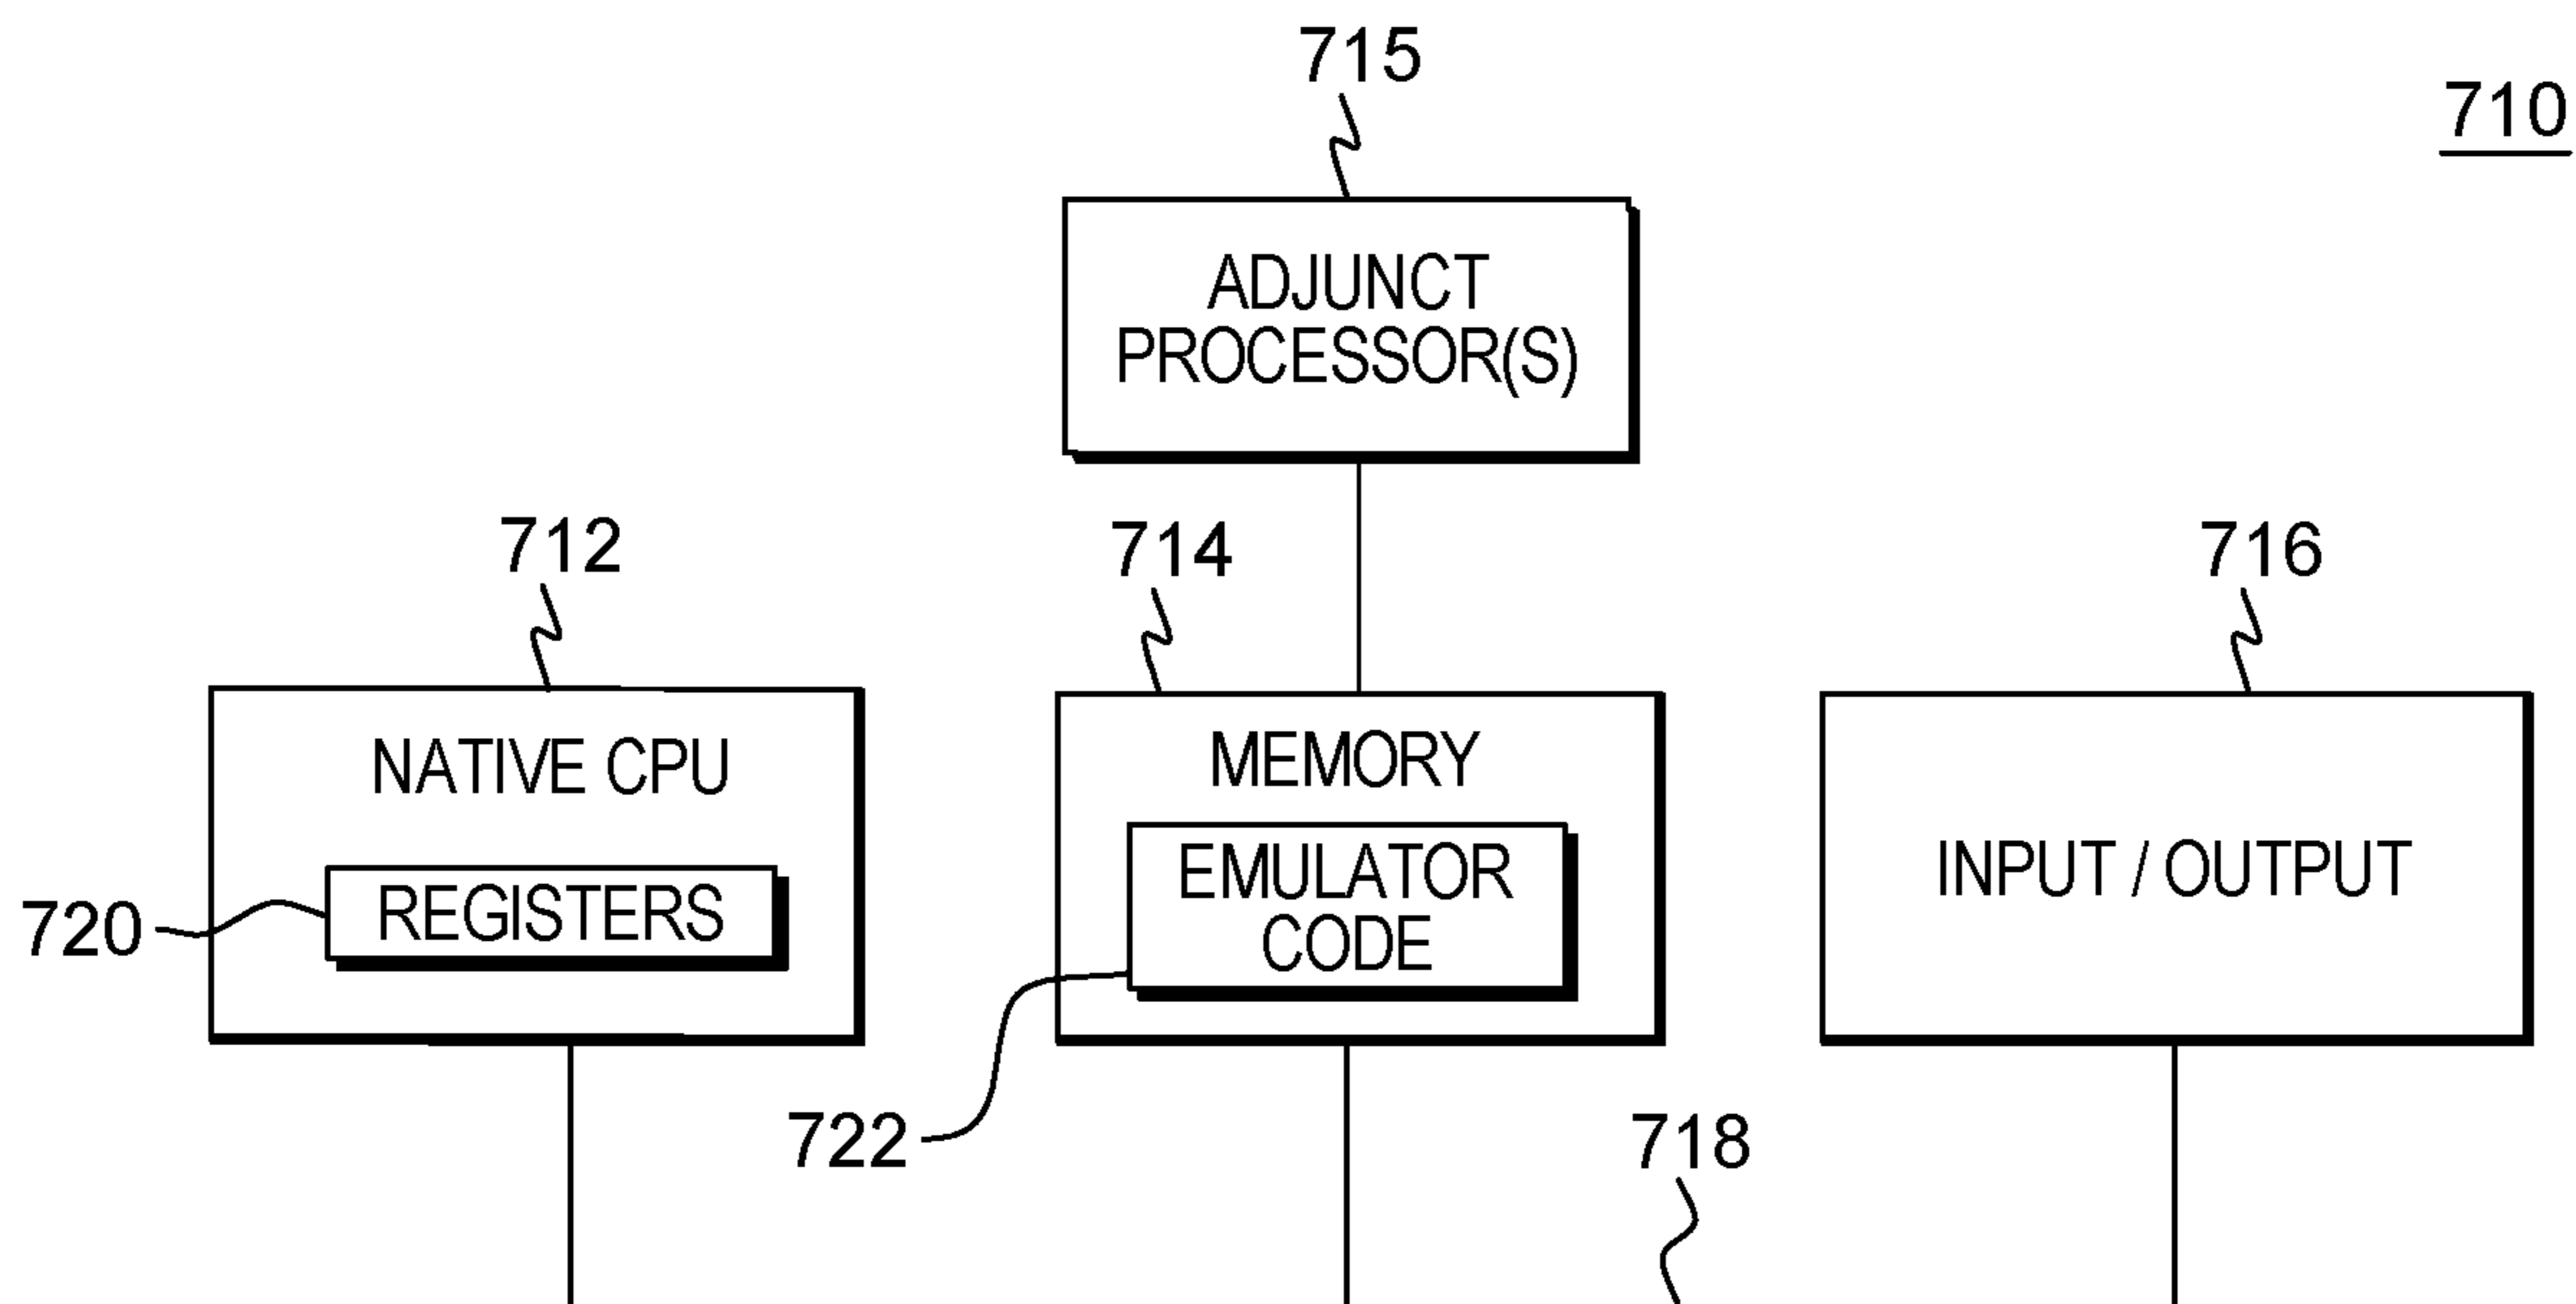 715
710
ADJUNCT
PROCESSOR(S)
712
714
716
NATIVE CPU
MEMORY
INPUT / OUTPUT
720
REGISTERS
EMULATOR
CODE
722
718